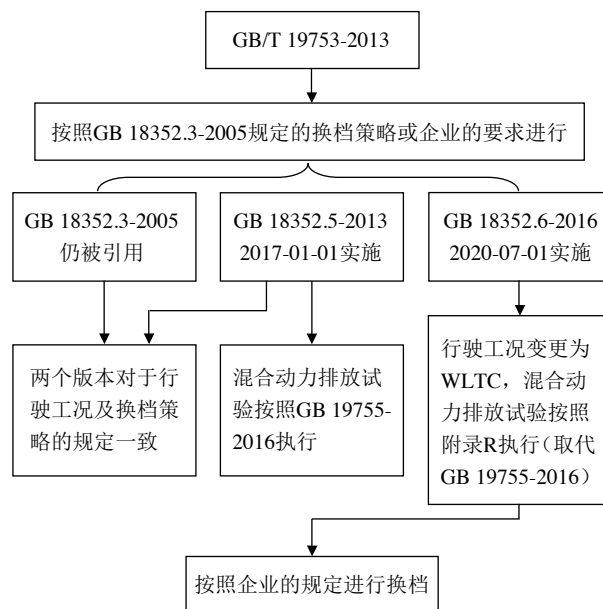 GB/T 19753-2013
按照GB 18352.3-2005规定的换档策略或企业的要求进行
GB 18352.3-2005
仍被引用
GB 18352.5-2013
2017-01-01实施
GB 18352.6-2016
2020-07-01实施
两个版本对于行
驶工况及换档策
略的规定一致
混合动力排放试
验按照GB 19755-
2016执行
行驶工况变更为
WLTC，混合动
力排放试验按照
附录R执行（取代
GB 19755-2016）
按照企业的规定进行换档